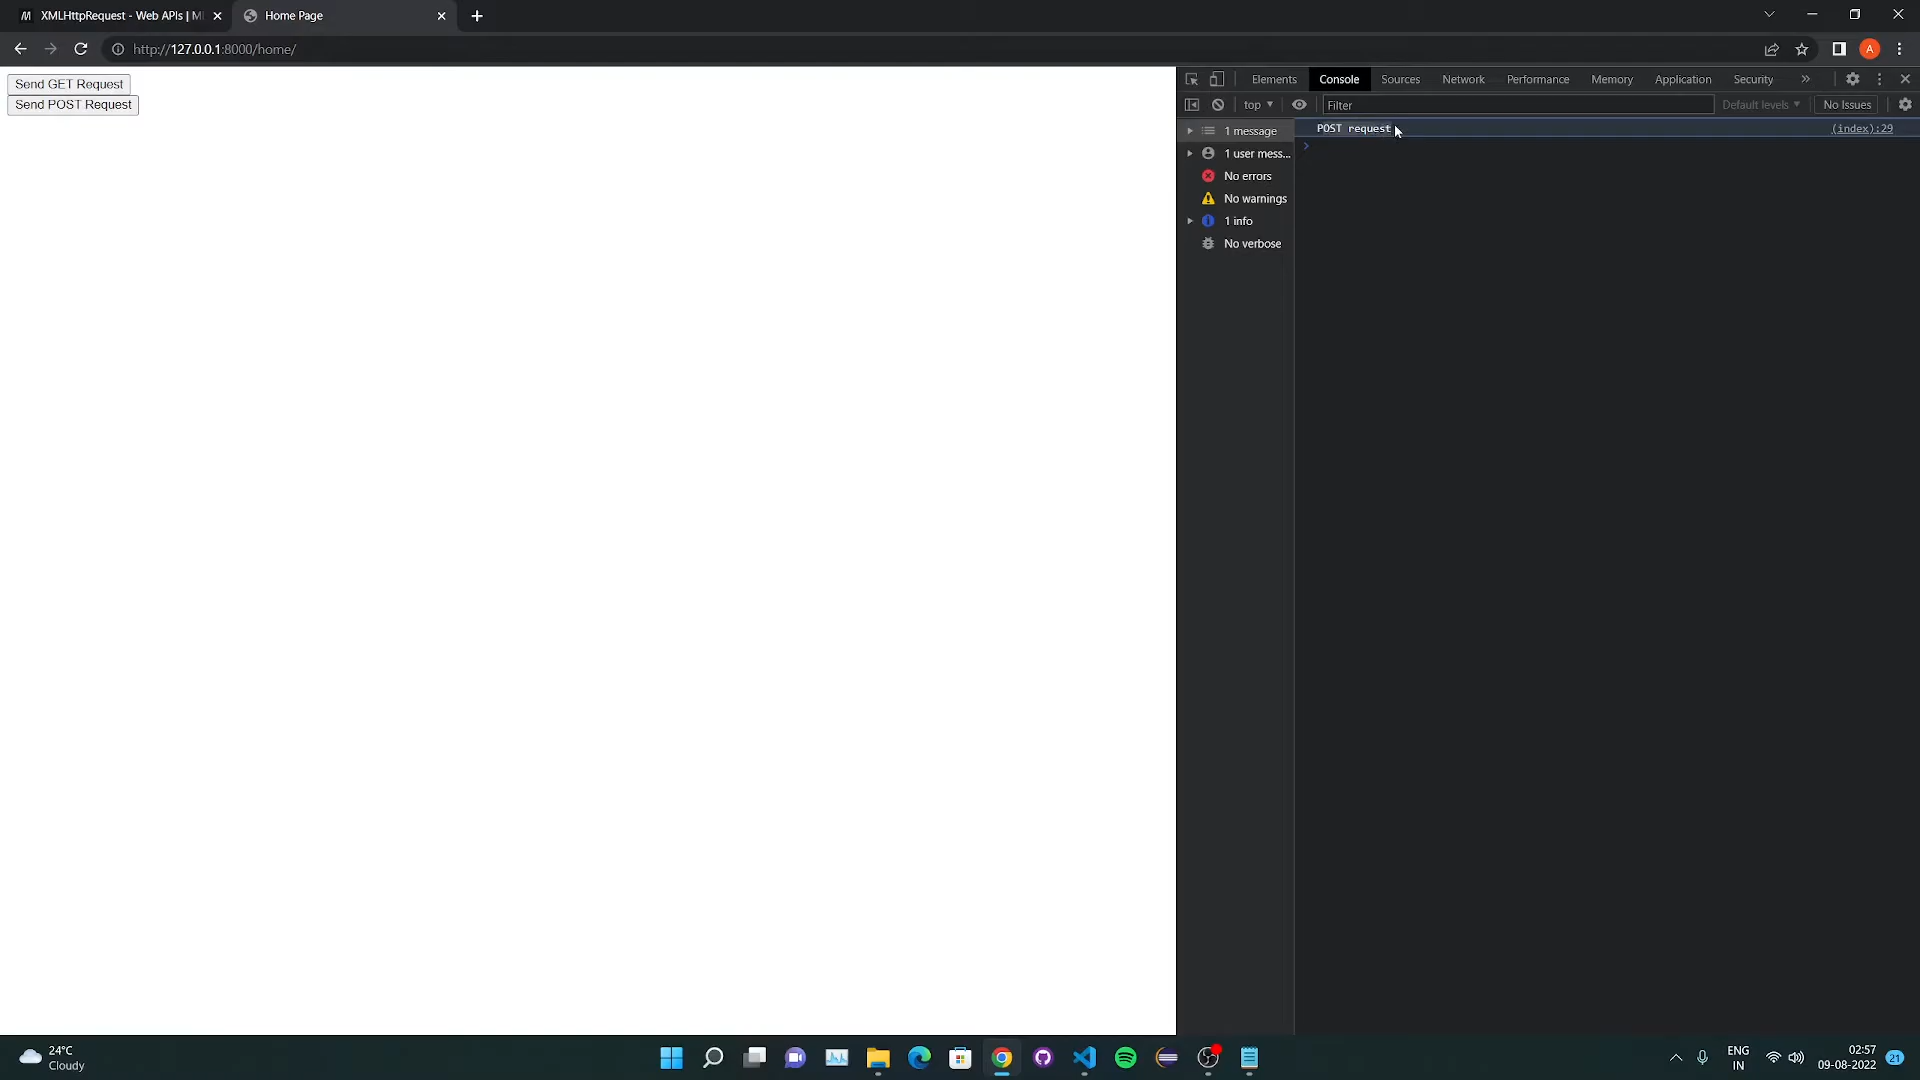 XMLHttpRequest - Web APIs | M
Home Page
http://127.0.0.1:8000/home/
A
Send GET Request
Send POST Request
Elements Console Sources Network Performance Memory Application Security
top Filter Default levels No Issues
1 message
1 user mess...
No errors
No warnings
1 info
No verbose
POST request (index):29
24°C
Cloudy
ENG
IN
02:57
09-08-2022
21